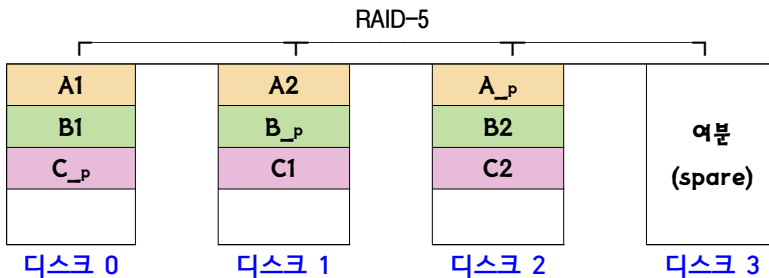 RAID-5
A1 A2 A_p
B1 B_p B2 여분
C_p C1 C2 (spare)
디스크 0 디스크 1 디스크 2 디스크 3